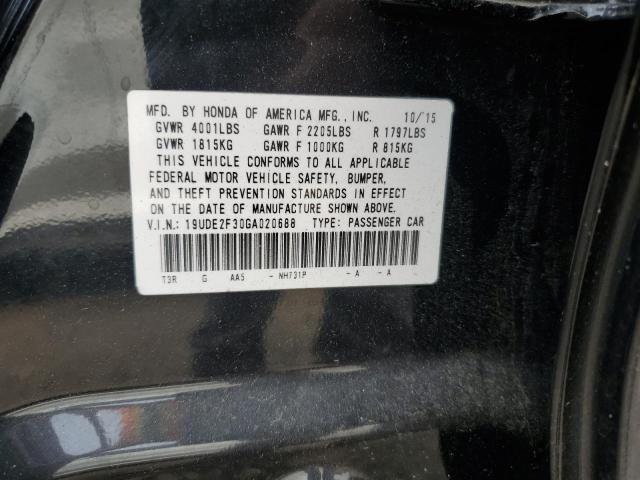 MFD. BY HONDA OF AMERICA MFG., INC. 10/15
GVWR 4001LBS GAWR F 2205LBS R 1797LBS
GVWR 1815KG GAWR F 1000KG R 815KG
THIS VEHICLE CONFORMS TO ALL APPLICABLE
FEDERAL MOTOR VEHICLE SAFETY, BUMPER,
AND THEFT PREVENTION STANDARDS IN EFFECT
ON THE DATE OF MANUFACTURE SHOWN ABOVE.
V.I.N.: 19UDE2F30GA020688 TYPE: PASSENGER CAR
T3R G AA5 - NH731P - A - A